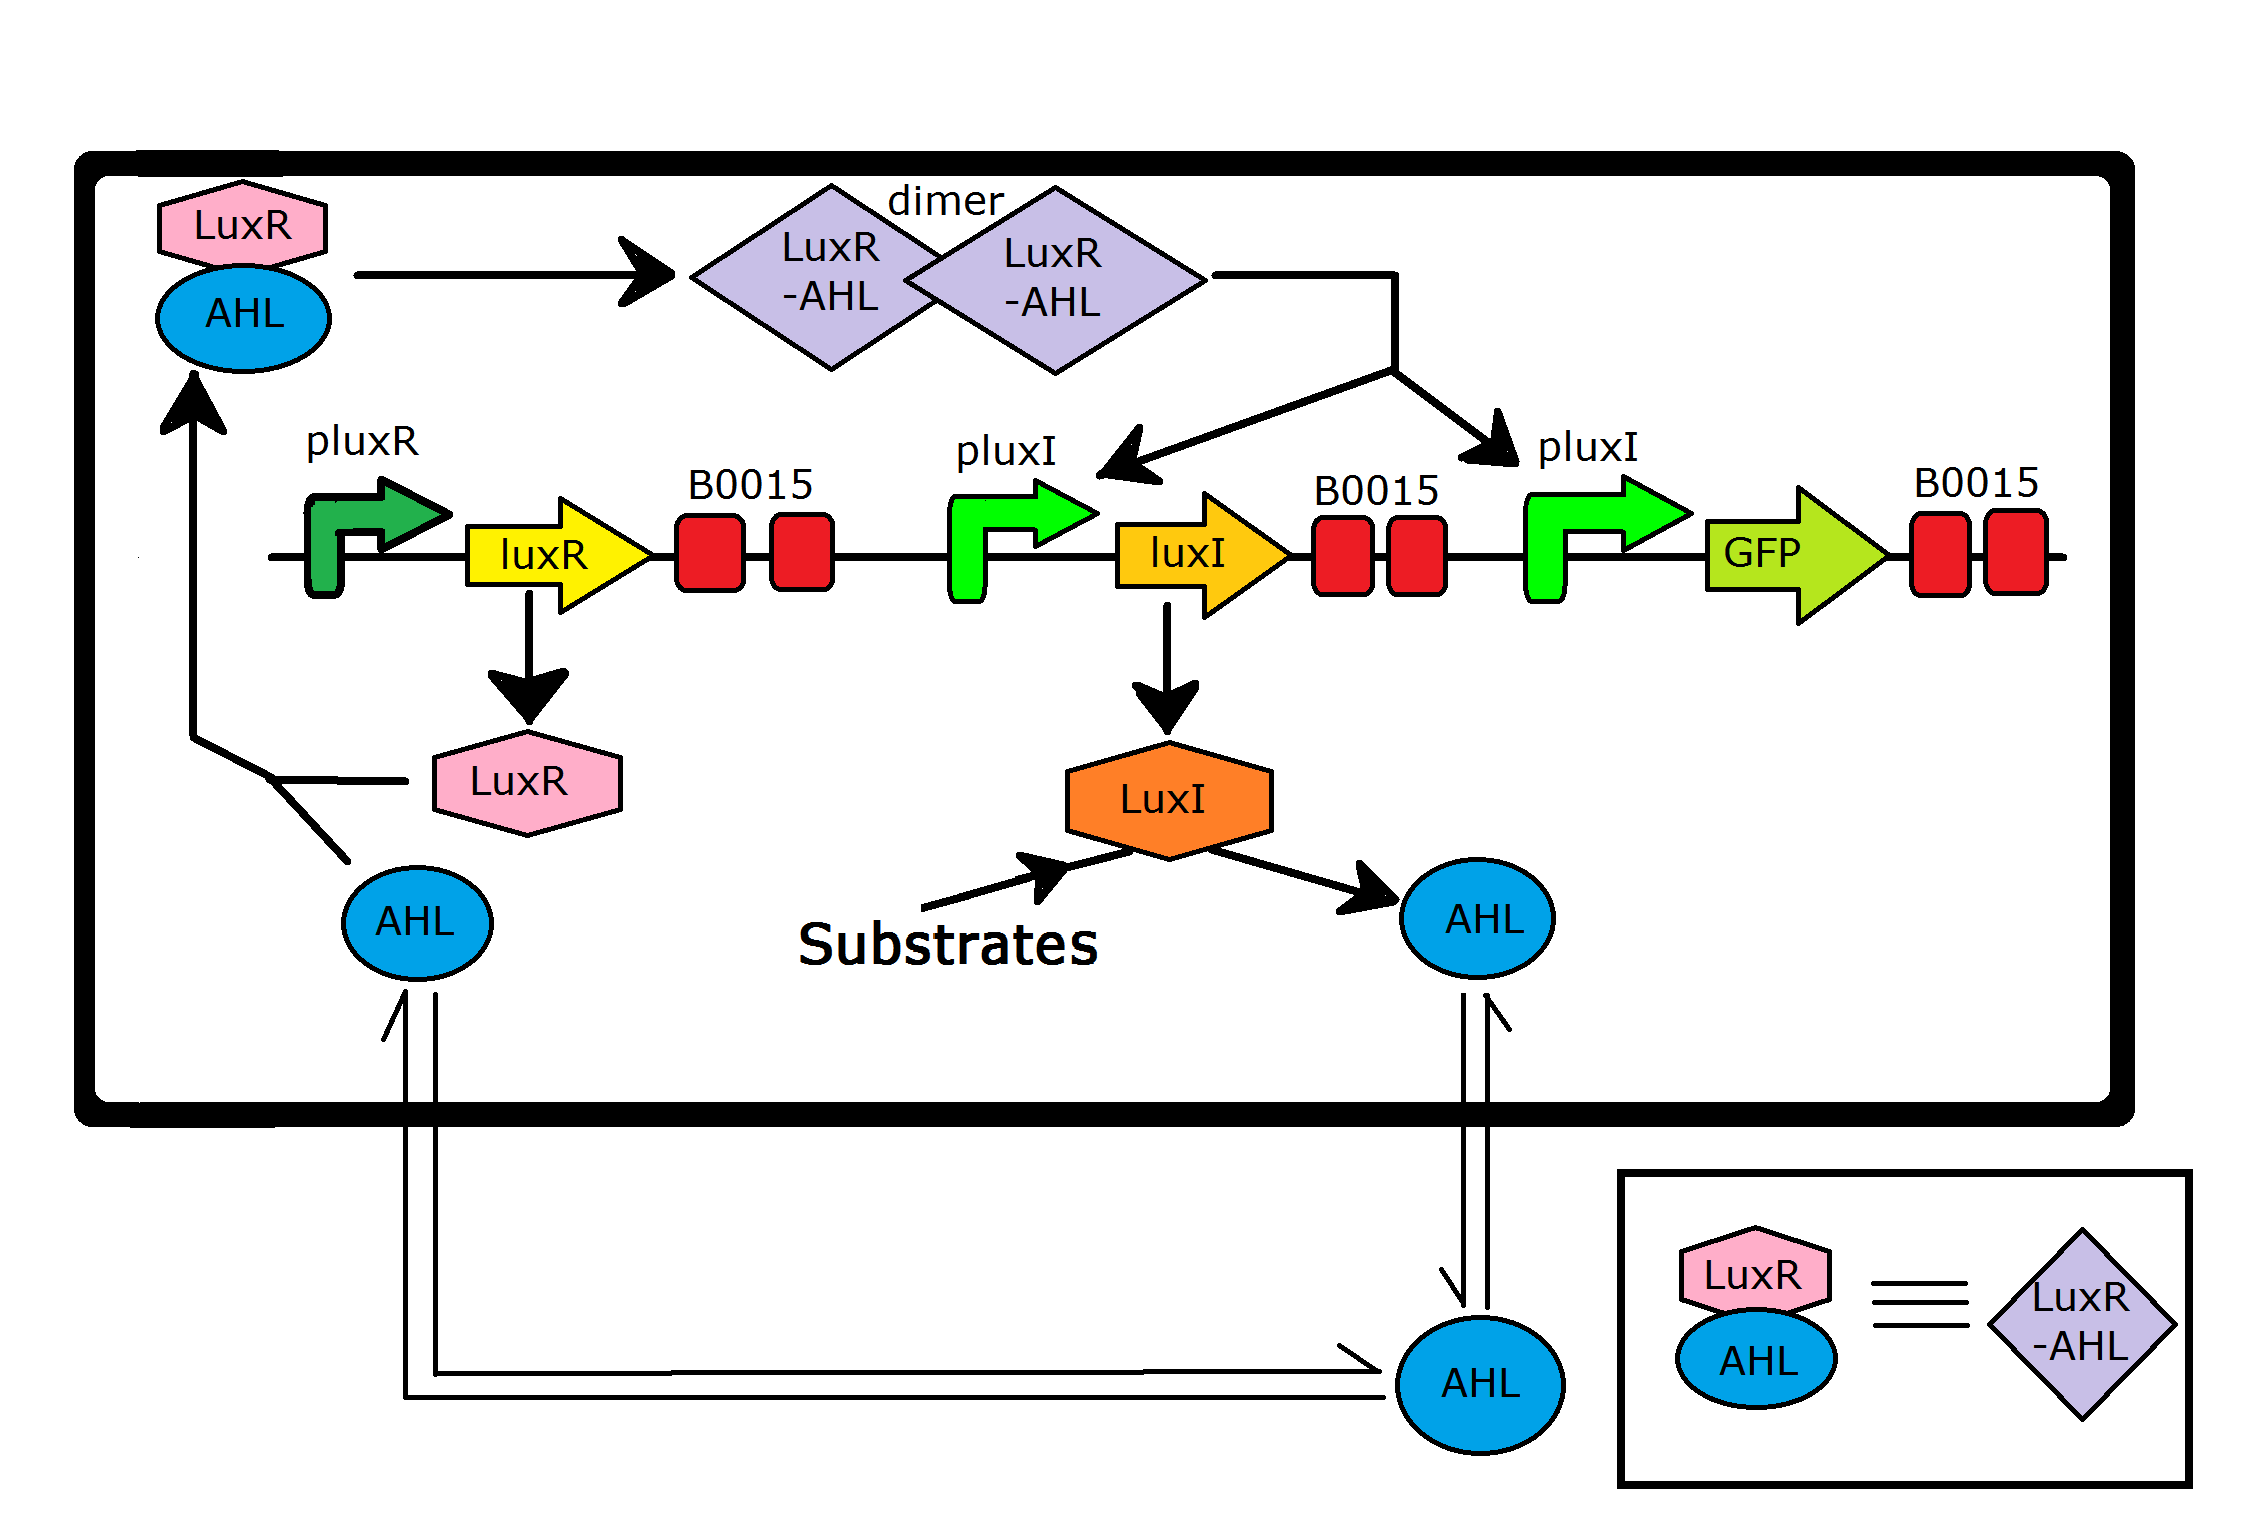 dimer
LuxR
AHL
LuxR
-AHL
LuxR
-AHL
pluxR
B0015
pluxI
B0015
pluxI
B0015
luxR
luxI
GFP
LuxR
LuxI
AHL
Substrates
AHL
AHL
LuxR
AHL
LuxR
-AHL